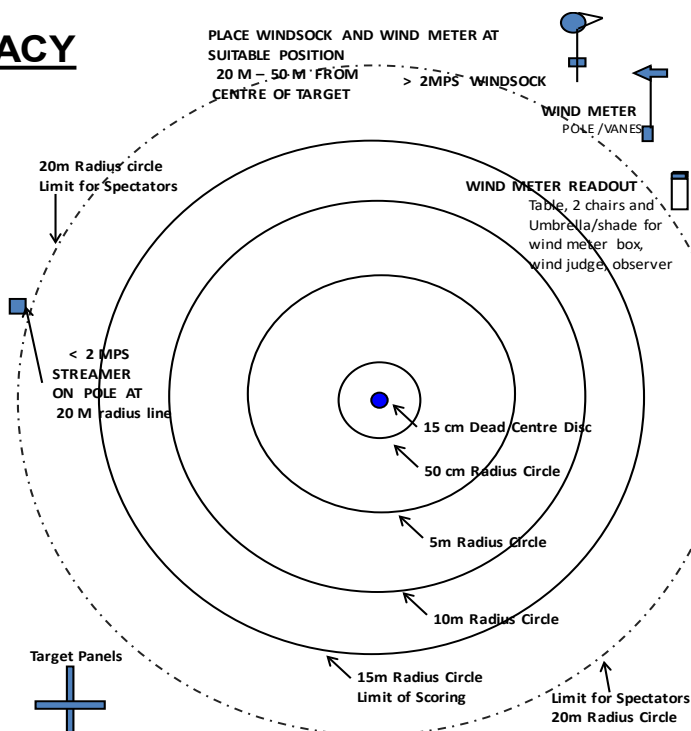 ACY
PLACE WINDSOCK AND WIND METER AT
SUITABLE POSITION
20 M – 50 M FROM
CENTRE OF TARGET
> 2MPS WINDSOCK
WIND METER
POLE /VANES
20m Radius circle
Limit for Spectators
WIND METER READOUT
Table, 2 chairs and
Umbrella/shade for
wind meter box,
wind judge, observer
< 2 MPS
STREAMER
ON POLE AT
20 M radius line
15 cm Dead Centre Disc
50 cm Radius Circle
5m Radius Circle
10m Radius Circle
Target Panels
15m Radius Circle
Limit of Scoring
Limit for Spectators
20m Radius Circle